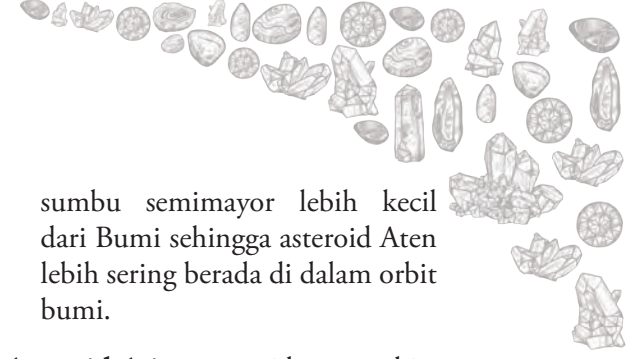 sumbu semimayor lebih kecil
dari Bumi sehingga asteroid Aten
lebih sering berada di dalam orbit
bumi.